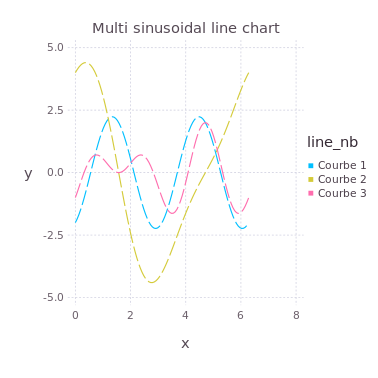 Multi sinusoidal line chart
5.0
2.5
0.0
-2.5
-5.0
y
0
2
4
6
8
x
line_nb
Courbe 1
Courbe 2
Courbe 3